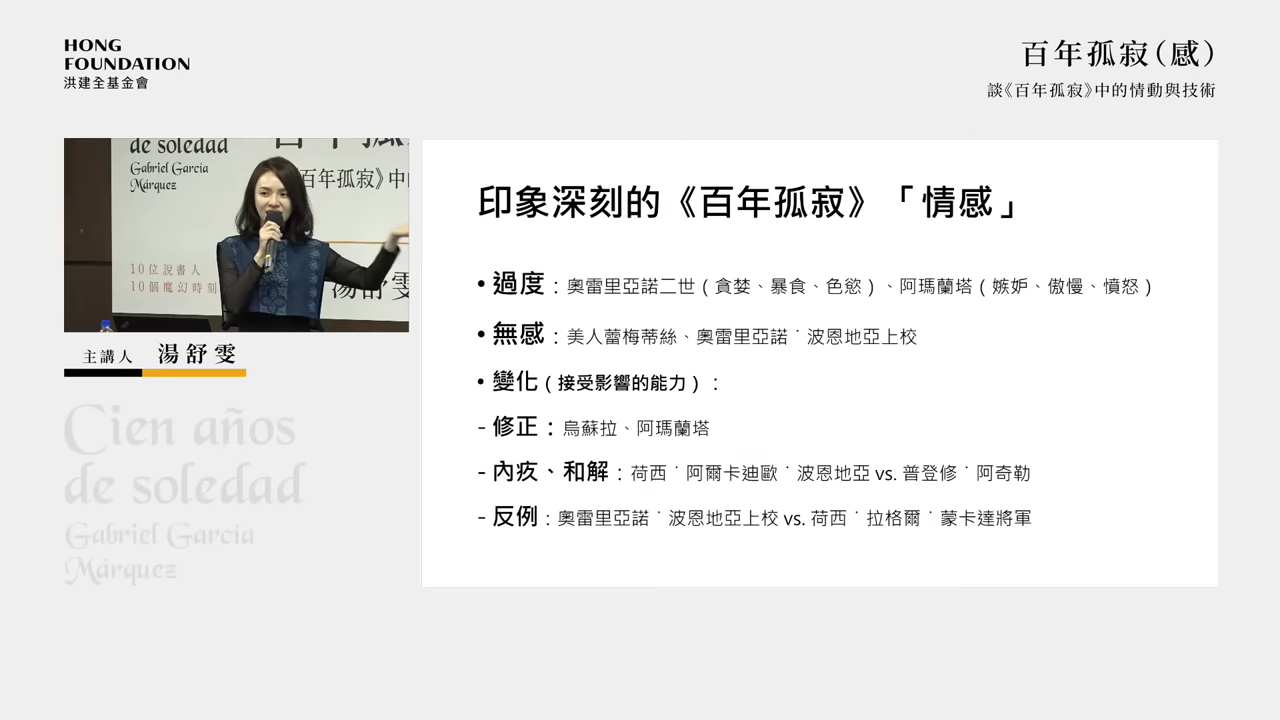 HONG
FOUNDATION
洪建全基金會
百年孤寂(感)
談《百年孤寂》中的情動與技術
de soledad
Gabriel García
Márquez
百年孤寂》中
10位說書人
10個魔幻時刻
湯舒雯
主講人 湯舒雯
Cien años
de soledad
Gabriel García
Márquez
印象深刻的《百年孤寂》「情感」
• 過度：奧雷里亞諾二世（貪婪、暴食、色慾）、阿瑪蘭塔（嫉妒、傲慢、憤怒）
• 無感：美人蕾梅蒂絲、奧雷里亞諾˙波恩地亞上校
• 變化（接受影響的能力）：
- 修正：烏蘇拉、阿瑪蘭塔
- 內疚、和解：荷西˙阿爾卡迪歐˙波恩地亞 vs. 普登修˙阿奇勒
- 反例：奧雷里亞諾˙波恩地亞上校 vs. 荷西˙拉格爾˙蒙卡達將軍